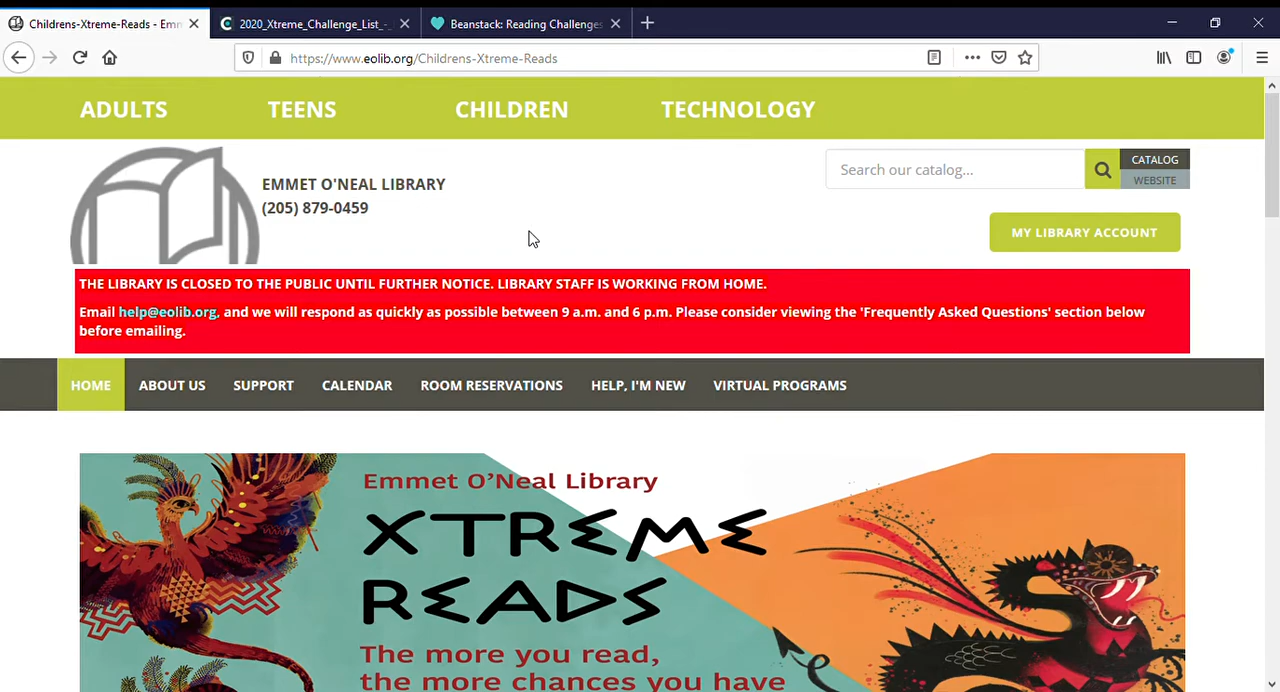 Childrens-Xtreme-Reads - Emm
2020_Xtreme_Challenge_List_-
Beanstack: Reading Challenges
https://www.eolib.org/Childrens-Xtreme-Reads
ADULTS TEENS CHILDREN TECHNOLOGY
EMMET O'NEAL LIBRARY
(205) 879-0459
Search our catalog...
CATALOG
WEBSITE
MY LIBRARY ACCOUNT
THE LIBRARY IS CLOSED TO THE PUBLIC UNTIL FURTHER NOTICE. LIBRARY STAFF IS WORKING FROM HOME.
Email help@eolib.org, and we will respond as quickly as possible between 9 a.m. and 6 p.m. Please consider viewing the 'Frequently Asked Questions' section below
before emailing.
HOME ABOUT US SUPPORT CALENDAR ROOM RESERVATIONS HELP, I'M NEW VIRTUAL PROGRAMS
Emmet O'Neal Library
XTREME
READS
The more you read,
the more chances you have